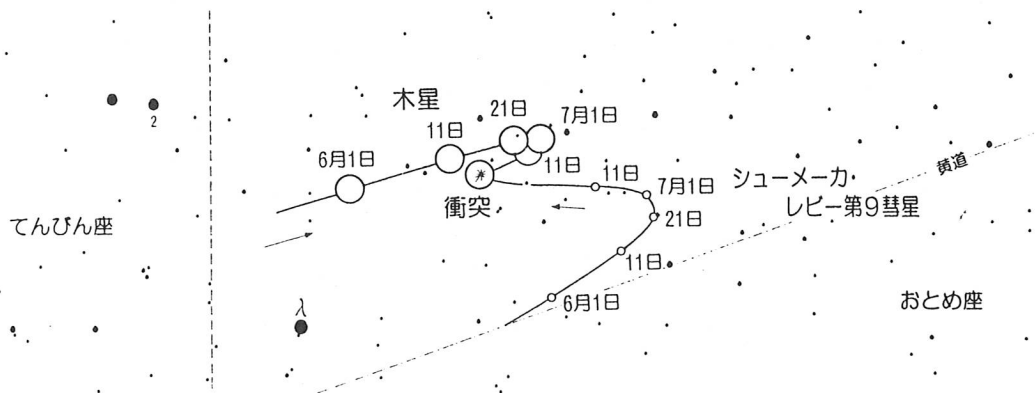 木星
21日
7月1日
11日
6月1日
11日
衝突
11日
7月1日
21日
11日
6月1日
シューメーカ・
レビー第9彗星
黄道
てんびん座
おとめ座
2
λ